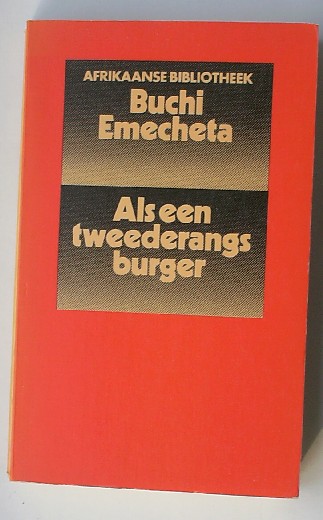 AFRIKAANSE BIBLIOTHEEK
Buchi
Emecheta
Als een
tweederangs
burger